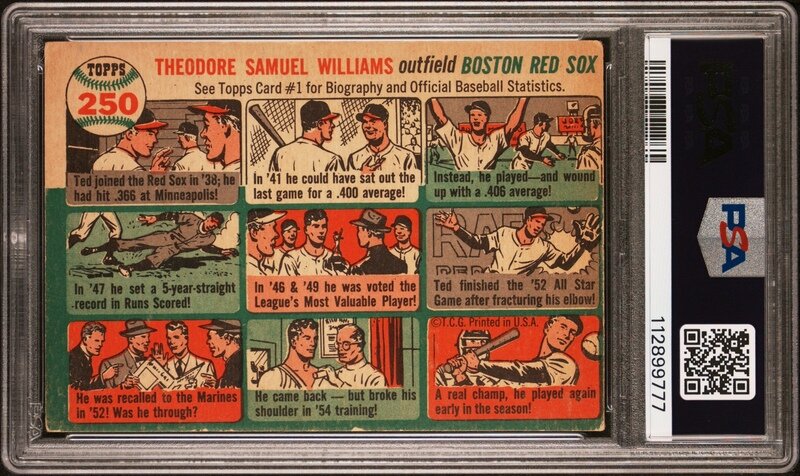 TOPPS
250
THEODORE SAMUEL WILLIAMS outfield BOSTON RED SOX
See Topps Card #1 for Biography and Official Baseball Statistics.
Ted joined the Red Sox in '38; he
had hit .366 at Minneapolis!
In '41 he could have sat out the
last game for a .400 average!
Instead, he played—and wound
up with a .406 average!
In '47 he set a 5-year-straight
record in Runs Scored!
In '46 & '49 he was voted the
League's Most Valuable Player!
Ted finished the '52 All Star
Game after fracturing his elbow!
He was recalled to the Marines
in '52! Was he through?
He came back — but broke his
shoulder in '54 training!
©T.C.G. Printed in U.S.A.
A real champ, he played again
early in the season!
PSA
112899777